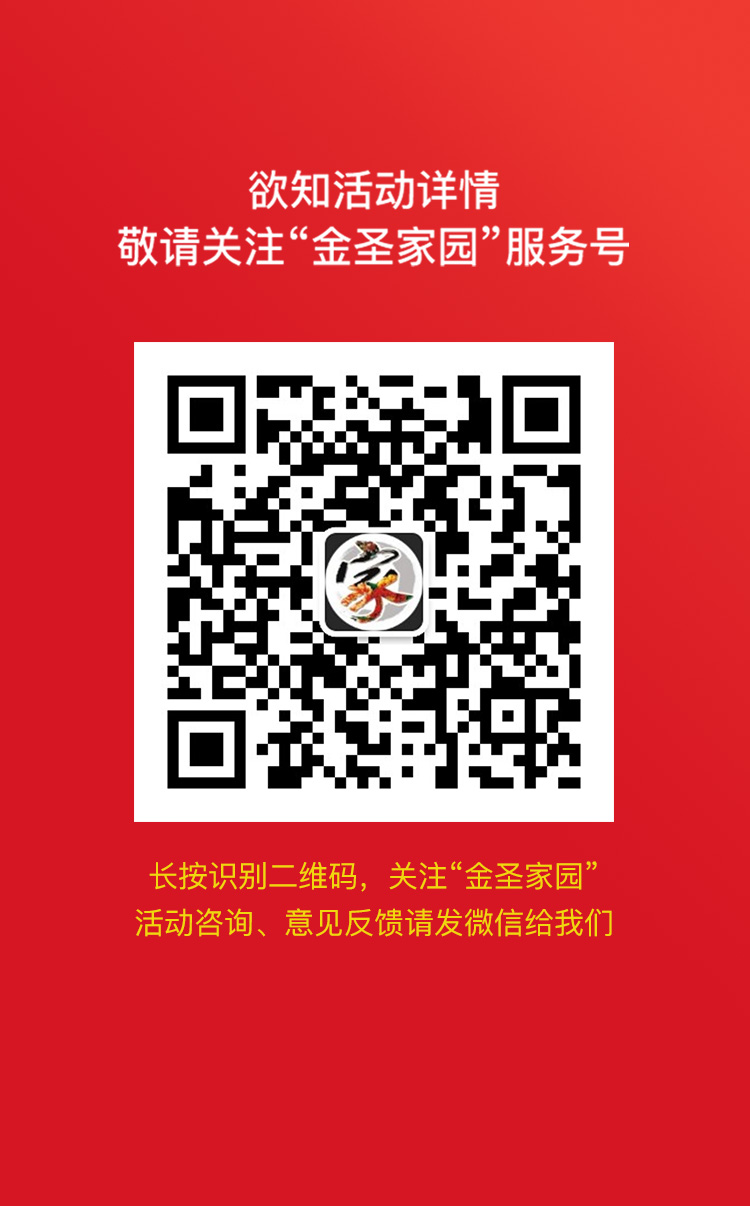 欲知活动详情
敬请关注“金圣家园”服务号
家
长按识别二维码，关注“金圣家园”
活动咨询、意见反馈请发微信给我们